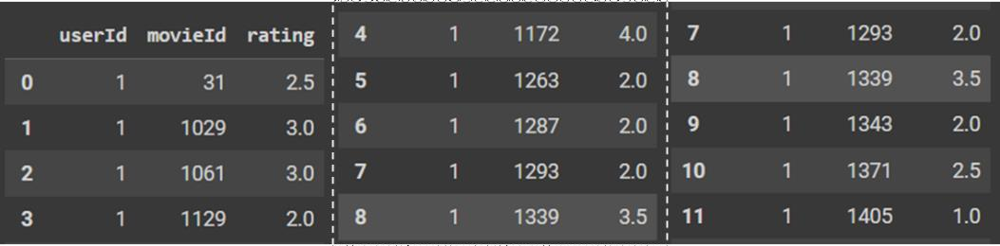 userId movieId rating
0 1 31 2.5
1 1 1029 3.0
2 1 1061 3.0
3 1 1129 2.0
4 1 1172 4.0
5 1 1263 2.0
6 1 1287 2.0
7 1 1293 2.0
8 1 1339 3.5
7 1 1293 2.0
8 1 1339 3.5
9 1 1343 2.0
10 1 1371 2.5
11 1 1405 1.0